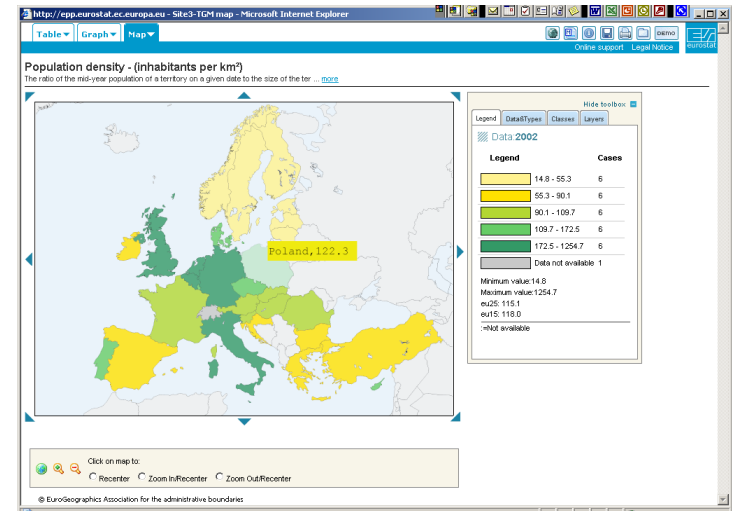 http://epp.eurostat.ec.europa.eu - Site3-TGM map - Microsoft Internet Explorer
Table Graph Map
DEMO
Online support Legal Notice
eurostat
Population density - (inhabitants per km²)
The ratio of the mid-year population of a territory on a given date to the size of the ter ... more
Hide toolbox
Legend Data&Types Classes Layers
Data:2002
Legend Cases
14.8 - 55.3 6
55.3 - 90.1 6
90.1 - 109.7 6
109.7 - 172.5 6
172.5 - 1254.7 6
Data not available 1
Minimum value:14.8
Maximum value:1254.7
eu25: 115.1
eu15: 118.0
:=Not available
Poland,122.3
Click on map to:
Recenter Zoom In/Recenter Zoom Out/Recenter
© EuroGeographics Association for the administrative boundaries